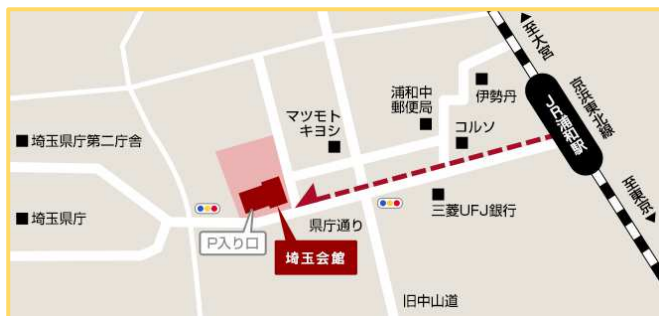 至大宮
京浜東北線
JR浦和駅
至東京
伊勢丹
浦和中
郵便局
コルソ
マツモト
キヨシ
三菱UFJ銀行
埼玉県庁第二庁舎
埼玉県庁
県庁通り
P入り口
埼玉会館
旧中山道